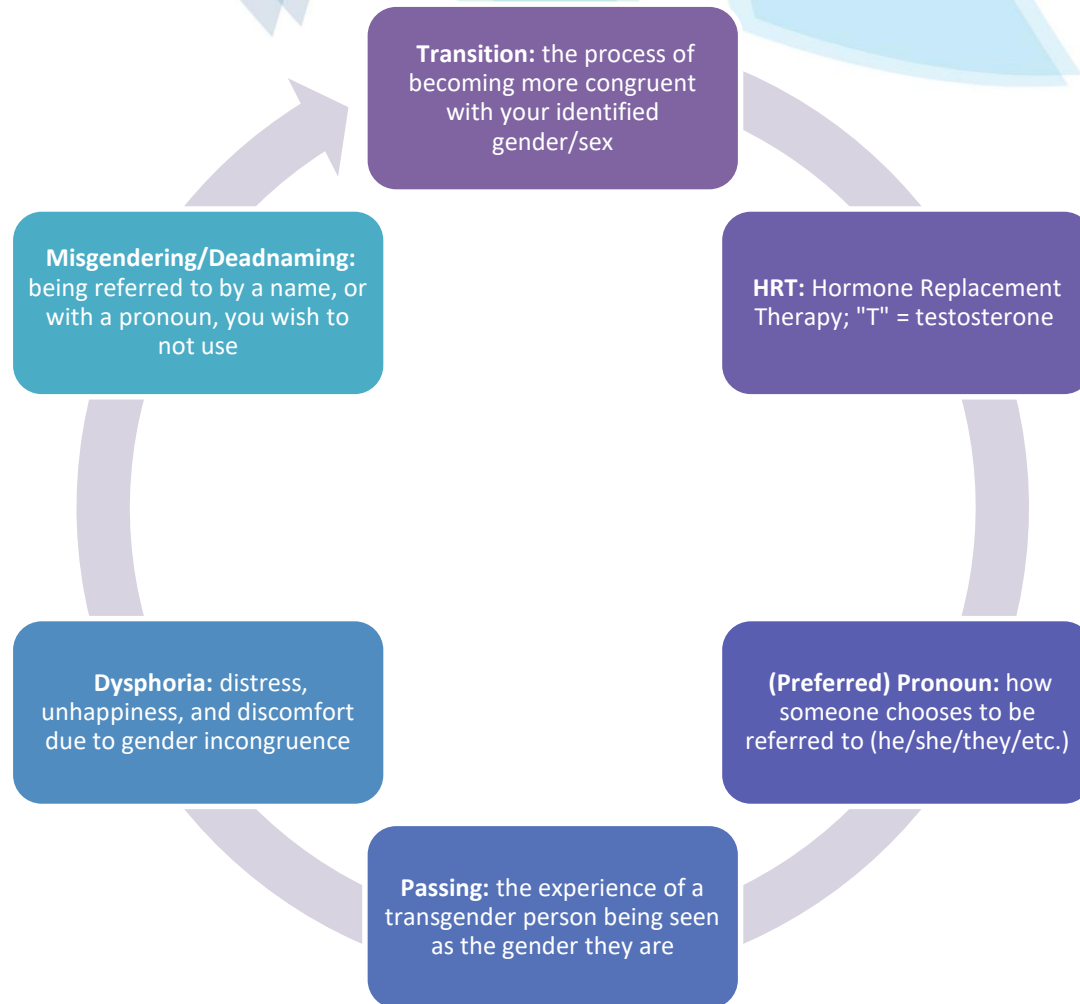 Transition: the process of
becoming more congruent
with your identified
gender/sex
HRT: Hormone Replacement
Therapy; "T" = testosterone
(Preferred) Pronoun: how
someone chooses to be
referred to (he/she/they/etc.)
Passing: the experience of a
transgender person being seen
as the gender they are
Dysphoria: distress,
unhappiness, and discomfort
due to gender incongruence
Misgendering/Deadnaming:
being referred to by a name, or
with a pronoun, you wish to
not use